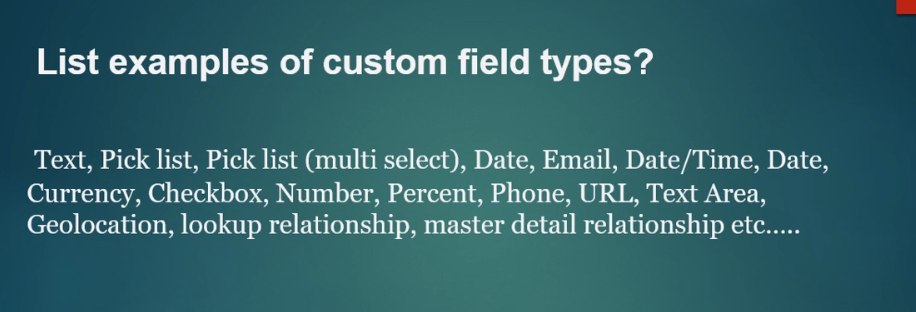 List examples of custom field types?
Text, Pick list, Pick list (multi select), Date, Email, Date/Time, Date,
Currency, Checkbox, Number, Percent, Phone, URL, Text Area,
Geolocation, lookup relationship, master detail relationship etc.....